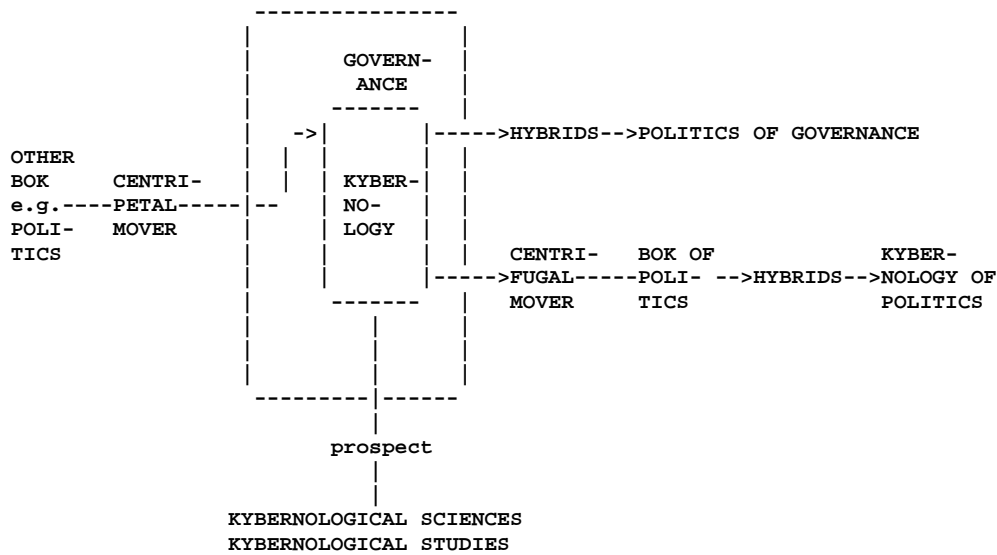 GOVERN-
ANCE
->HYBRIDS-->POLITICS OF GOVERNANCE
OTHER
BOK CENTRI- KYBER-
e.g.----PETAL----- NO-
POLI- MOVER LOGY
TICS
CENTRI- BOK OF KYBER-
----->FUGAL-----POLI- -->HYBRIDS-->NOLOGY OF
MOVER TICS POLITICS
prospect
KYBERNOLOGICAL SCIENCES
KYBERNOLOGICAL STUDIES